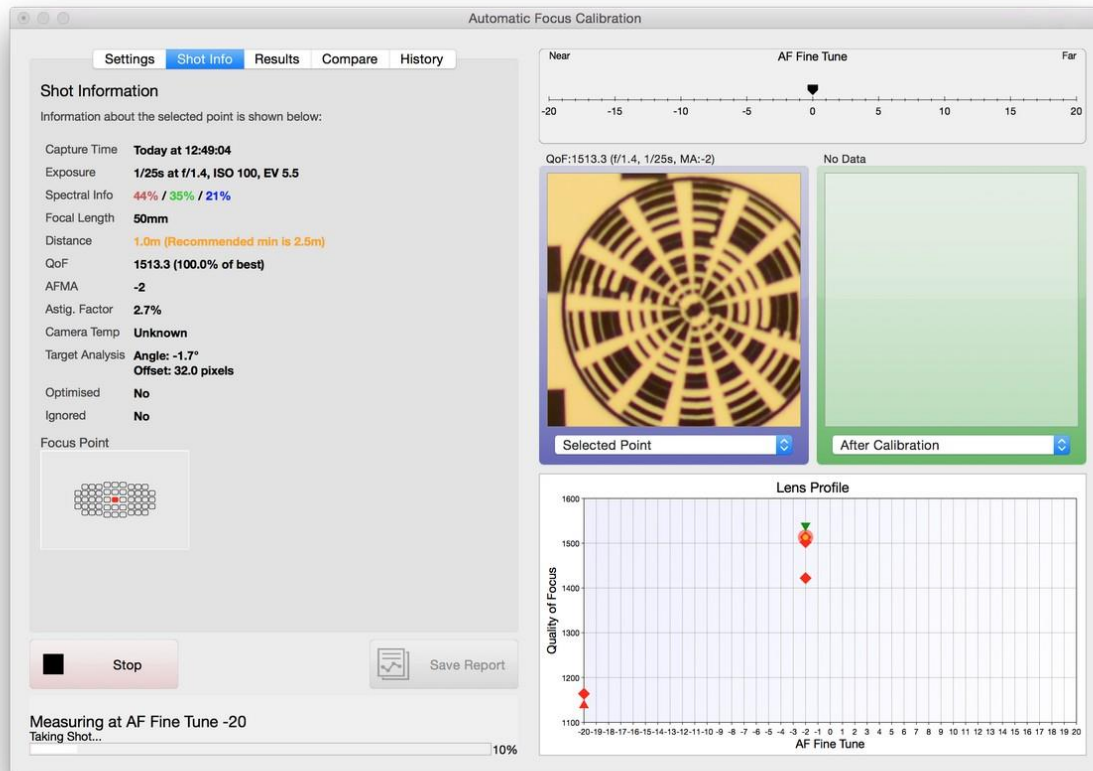 Automatic Focus Calibration
Settings Shot Info Results Compare History
Shot Information
Information about the selected point is shown below:
Capture Time Today at 12:49:04
Exposure 1/25s at f/1.4, ISO 100, EV 5.5
Spectral Info 44% / 35% / 21%
Focal Length 50mm
Distance 1.0m (Recommended min is 2.5m)
QoF 1513.3 (100.0% of best)
AFMA -2
Astig. Factor 2.7%
Camera Temp Unknown
Target Analysis Angle: -1.7°
Offset: 32.0 pixels
Optimised No
Ignored No
Focus Point
Stop
Save Report
Measuring at AF Fine Tune -20
Taking Shot...
10%
Near AF Fine Tune Far
-20 -15 -10 -5 0 5 10 15 20
QoF:1513.3 (f/1.4, 1/25s, MA:-2)
No Data
Selected Point
After Calibration
Lens Profile
1600
1500
1400
1300
1200
1100
Quality of Focus
-20 -19 -18 -17 -16 -15 -14 -13 -12 -11 -10 -9 -8 -7 -6 -5 -4 -3 -2 -1 0 1 2 3 4 5 6 7 8 9 10 11 12 13 14 15 16 17 18 19 20
AF Fine Tune